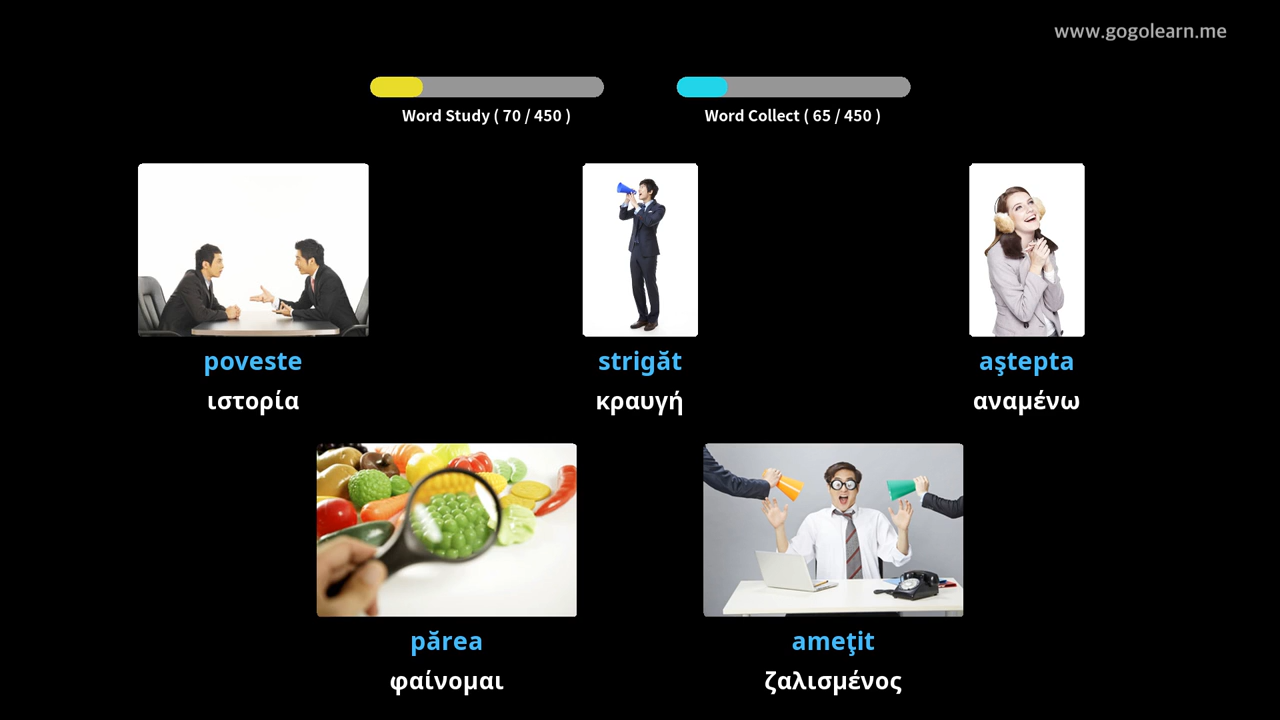 www.gogolearn.me
Word Study ( 70 / 450 )
Word Collect ( 65 / 450 )
poveste
ιστορία
strigăt
κραυγή
aştepta
αναμένω
părea
φαίνομαι
ameţit
ζαλισμένος